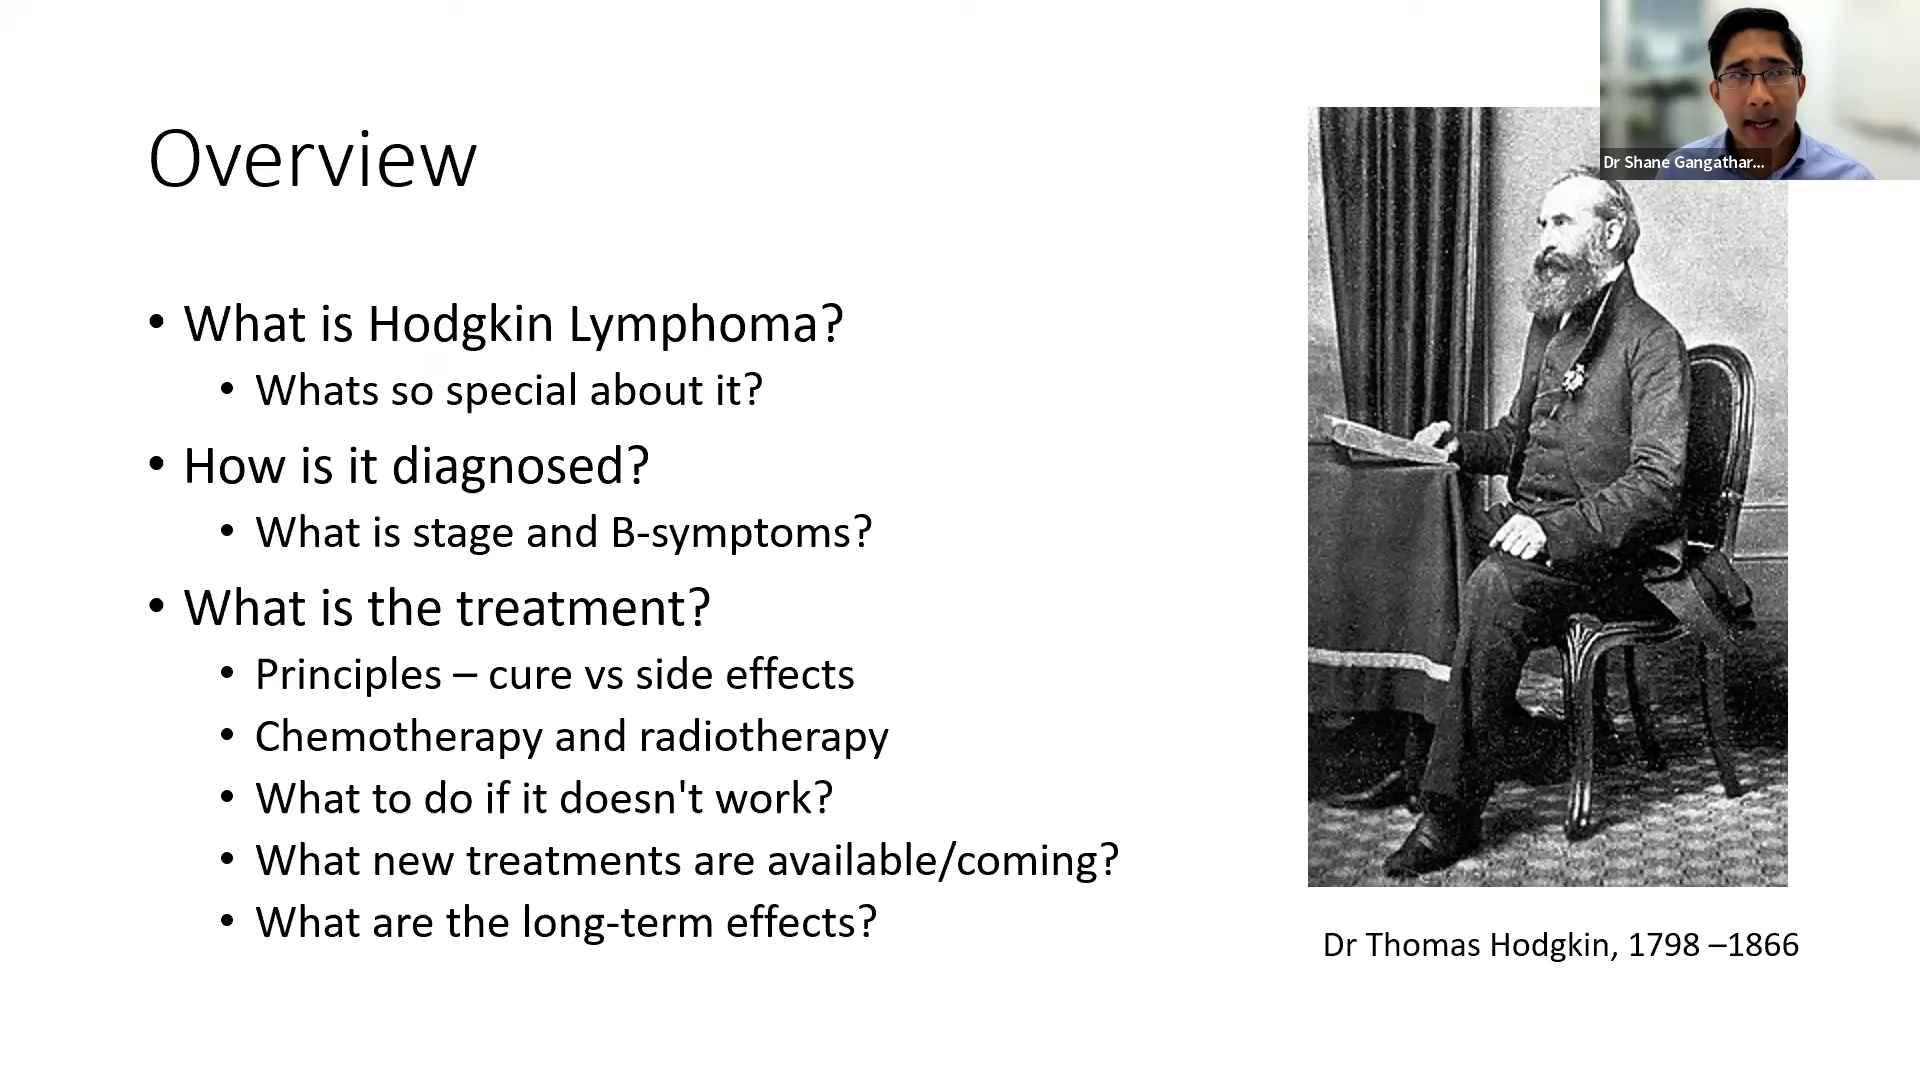 Overview
• What is Hodgkin Lymphoma?
• Whats so special about it?
• How is it diagnosed?
• What is stage and B-symptoms?
• What is the treatment?
• Principles – cure vs side effects
• Chemotherapy and radiotherapy
• What to do if it doesn't work?
• What new treatments are available/coming?
• What are the long-term effects?
Dr Shane Gangathar...
Dr Thomas Hodgkin, 1798 –1866